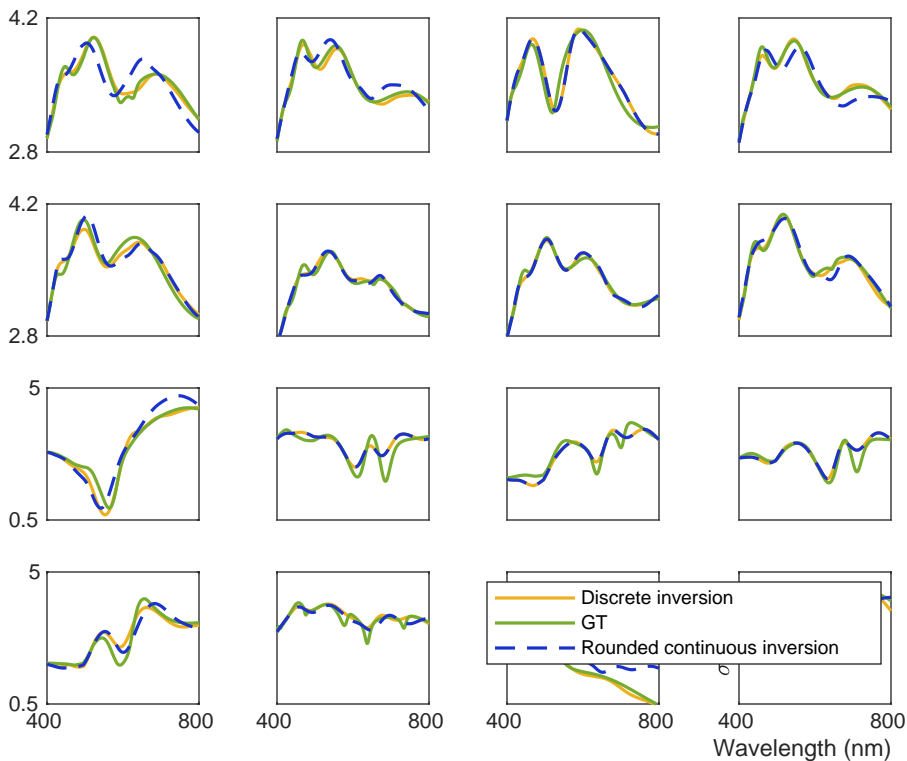 4.2
2.8
4.2
2.8
5
0.5
5
Discrete inversion
GT
Rounded continuous inversion
σ
0.5
400 800 400 800 400 800 400 800
Wavelength (nm)